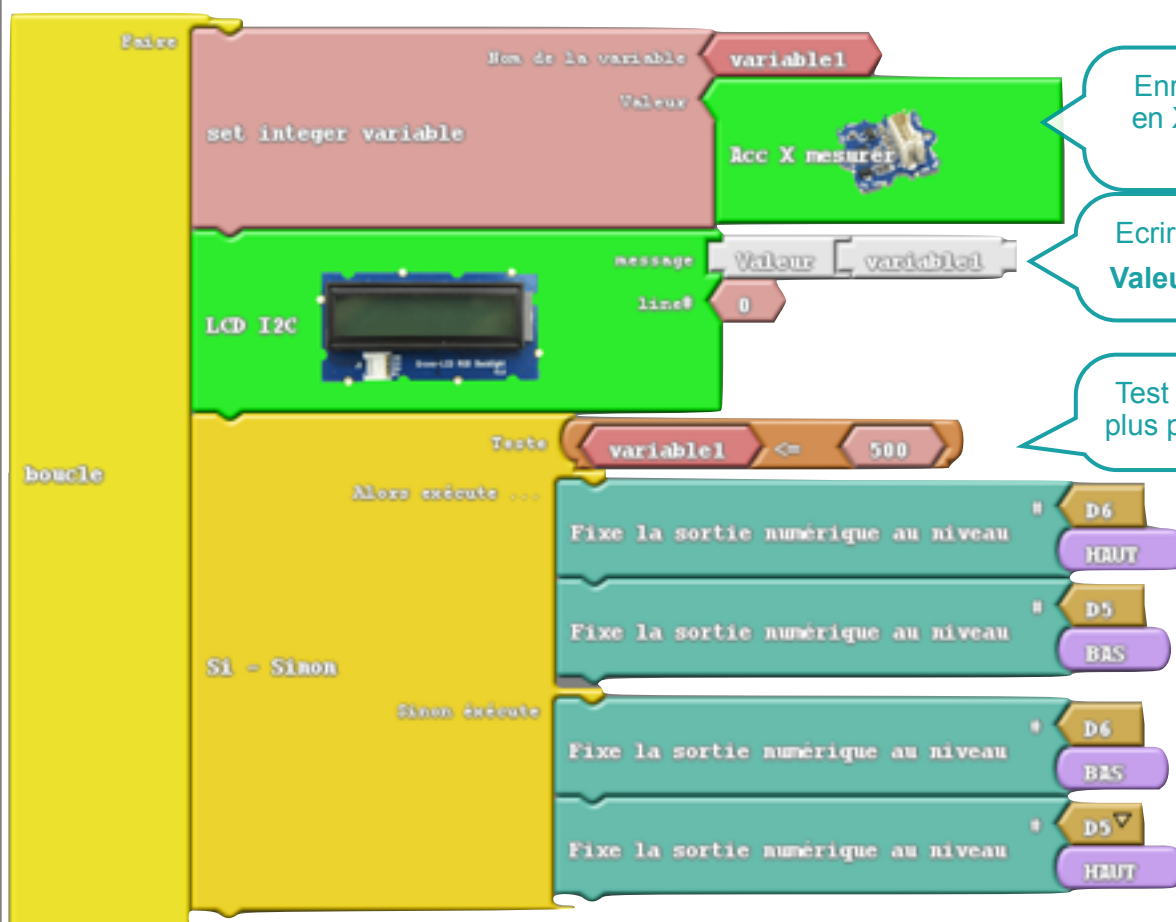 Faire
Nom de la variable
variable1
Valeur
set integer variable
Acc X mesurer
Enr
en X
Ecrir
Valeu
message
Valeur
variable1
line#
0
LCD I2C
Test
plus p
Teste
variable1
<=
500
boucle
Alors exécute ...
Fixe la sortie numérique au niveau
#
D6
HAUT
Fixe la sortie numérique au niveau
#
D5
BAS
Si - Sinon
Sinon éxécute
Fixe la sortie numérique au niveau
#
D6
BAS
Fixe la sortie numérique au niveau
#
D5
HAUT